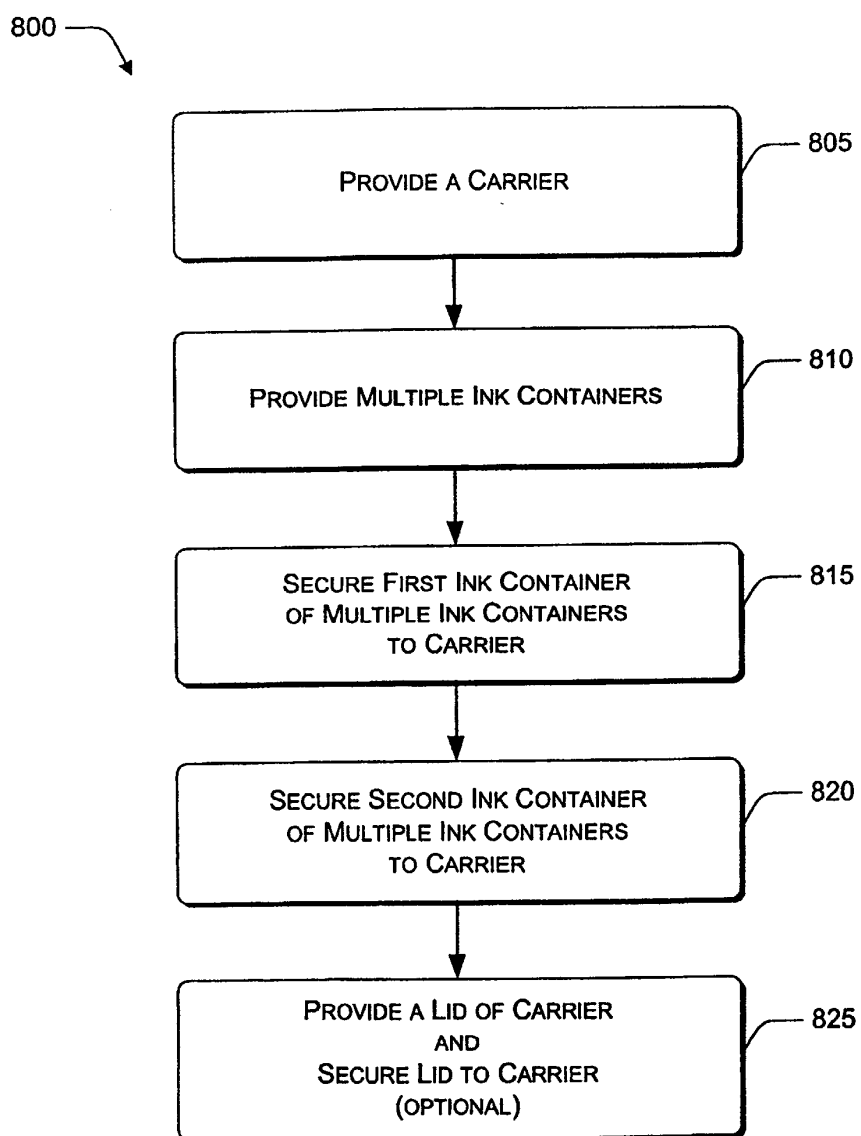 800
PROVIDE A CARRIER
805
PROVIDE MULTIPLE INK CONTAINERS
810
SECURE FIRST INK CONTAINER
OF MULTIPLE INK CONTAINERS
TO CARRIER
815
SECURE SECOND INK CONTAINER
OF MULTIPLE INK CONTAINERS
TO CARRIER
820
PROVIDE A LID OF CARRIER
AND
SECURE LID TO CARRIER
(OPTIONAL)
825